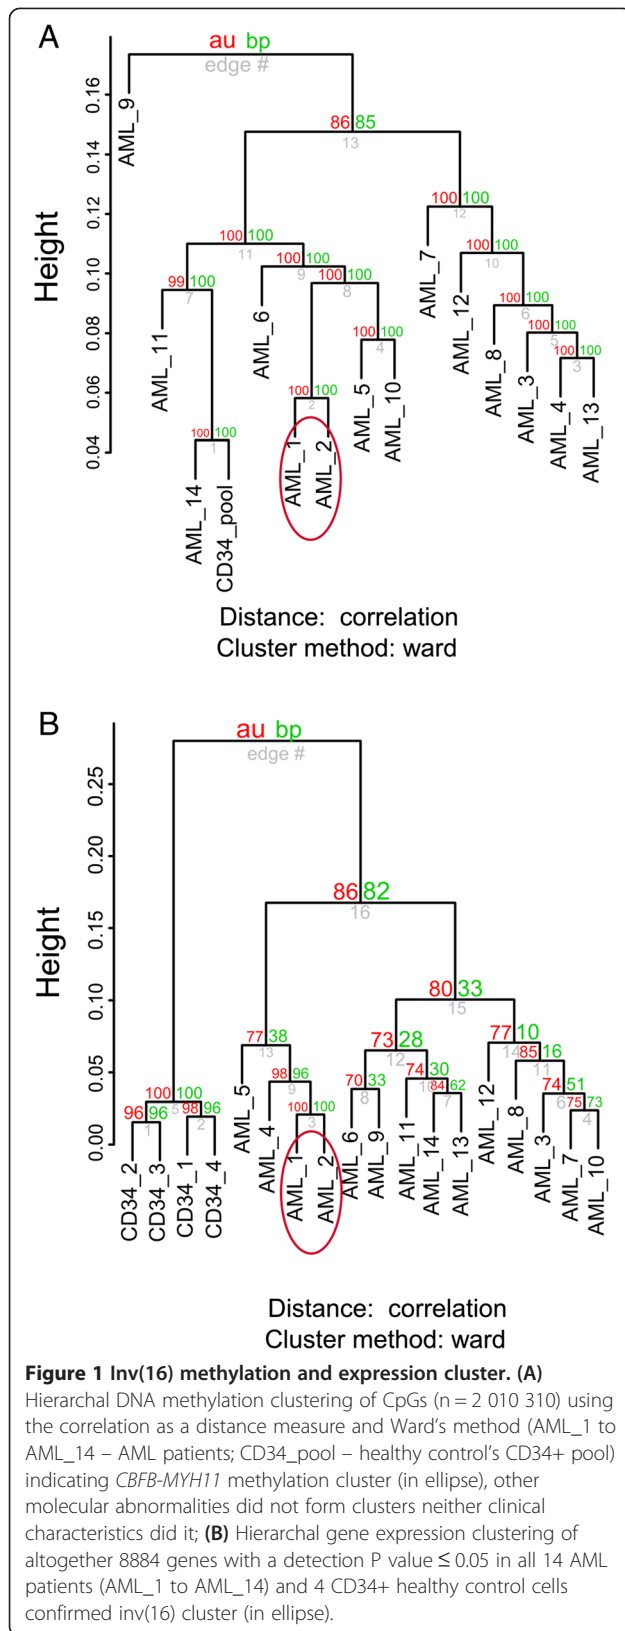 A
au bp
edge #
Height
0.16
0.14
0.12
0.10
0.08
0.06
0.04
AML_9
86 85
13
100 100
12
AML_7
100 100
11
100 100
10
100 100
9
AML_12
99 100
7
AML_6
100 100
8
100 100
6
AML_11
AML_8
100 100
5
100 100
4
AML_3
100 100
3
AML_5
AML_10
AML_4
AML_13
100 100
2
AML_1
AML_2
100 100
1
AML_14
CD34_pool
Distance: correlation
Cluster method: ward
B
au bp
edge #
Height
0.25
0.20
0.15
0.10
0.05
0.00
86 82
16
80 33
15
77 38
13
73 28
12
77 10
14
85 16
11
AML_5
98 96
9
70 33
8
74 30
10
84 62
7
AML_12
AML_8
74 51
6
75 73
4
100 100
5
96 96
1
98 96
2
AML_4
100 100
3
CD34_2
CD34_3
CD34_1
CD34_4
AML_1
AML_2
AML_6
AML_9
AML_11
AML_14
AML_13
AML_3
AML_7
AML_10
Distance: correlation
Cluster method: ward
Figure 1 Inv(16) methylation and expression cluster. (A)
Hierarchal DNA methylation clustering of CpGs (n = 2 010 310) using
the correlation as a distance measure and Ward's method (AML_1 to
AML_14 – AML patients; CD34_pool – healthy control's CD34+ pool)
indicating CBFB-MYH11 methylation cluster (in ellipse), other
molecular abnormalities did not form clusters neither clinical
characteristics did it; (B) Hierarchal gene expression clustering of
altogether 8884 genes with a detection P value ≤ 0.05 in all 14 AML
patients (AML_1 to AML_14) and 4 CD34+ healthy control cells
confirmed inv(16) cluster (in ellipse).